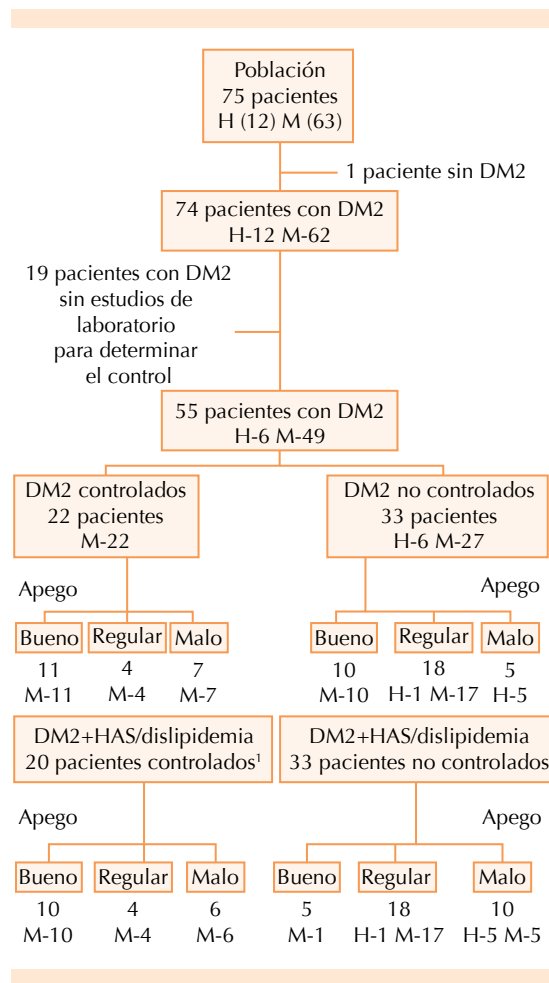 Población
75 pacientes
H (12) M (63)
1 paciente sin DM2
74 pacientes con DM2
H-12 M-62
19 pacientes con DM2
sin estudios de
laboratorio
para determinar
el control
55 pacientes con DM2
H-6 M-49
DM2 controlados
22 pacientes
M-22
DM2 no controlados
33 pacientes
H-6 M-27
Apego
Bueno
11
M-11
Regular
4
M-4
Malo
7
M-7
Apego
Bueno
10
M-10
Regular
18
H-1 M-17
Malo
5
H-5
DM2+HAS/dislipidemia
20 pacientes controlados¹
DM2+HAS/dislipidemia
33 pacientes no controlados
Apego
Bueno
10
M-10
Regular
4
M-4
Malo
6
M-6
Apego
Bueno
5
M-1
Regular
18
H-1 M-17
Malo
10
H-5 M-5